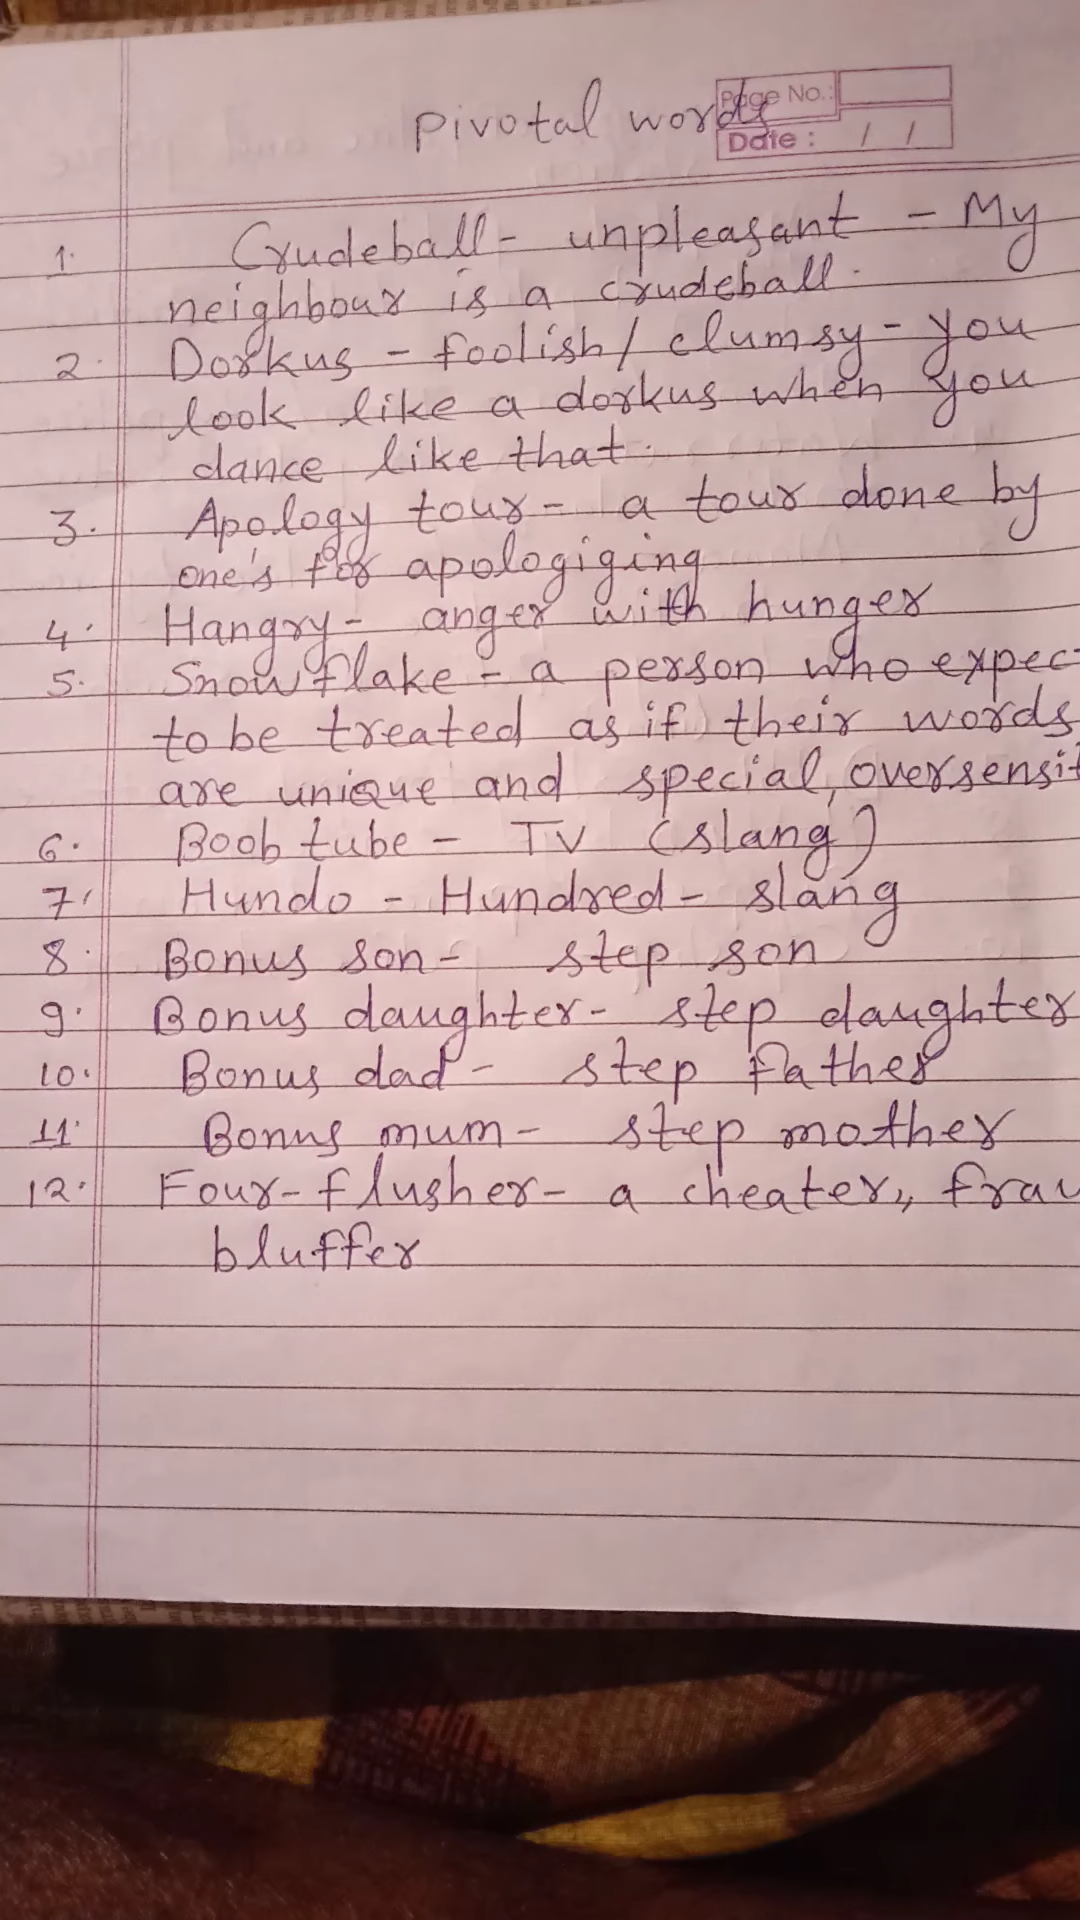 Pivotal words
Page No.:
Date : / /
1. Crudeball - unpleasant - My
neighbour is a crudeball.
2. Dorkus - foolish / clumsy - you
look like a dorkus when you
dance like that.
3. Apology tour - a tour done by
one's for apologiging
4. Hangry - anger with hunger
5. Snowflake - a person who expec
to be treated as if their words
are unique and special, oversensit
6. Boob tube - TV (slang)
7. Hundo - Hundred - slang
8. Bonus son - step son
9. Bonus daughter - step daughter
10. Bonus dad - step father
11. Bonus mum - step mother
12. Four-flusher - a cheater,, frau
bluffer